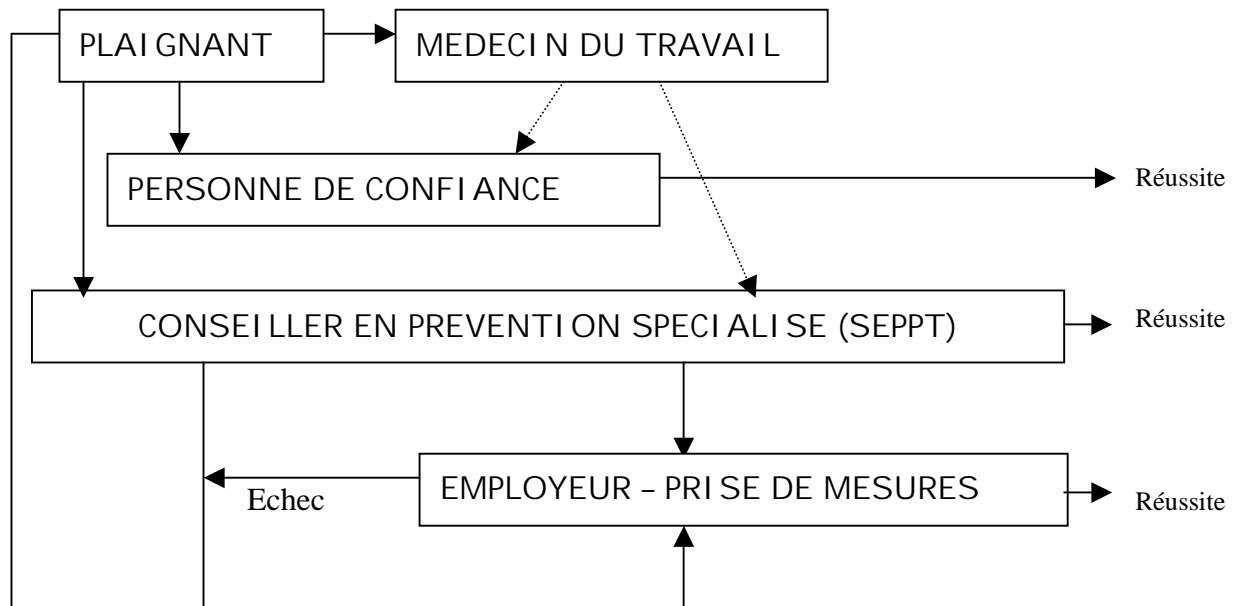 PLAIGNANT
MEDECIN DU TRAVAIL
PERSONNE DE CONFIANCE
Réussite
CONSEILLER EN PREVENTION SPECIALISE (SEPPT)
Réussite
EMPLOYEUR – PRISE DE MESURES
Echec
Réussite